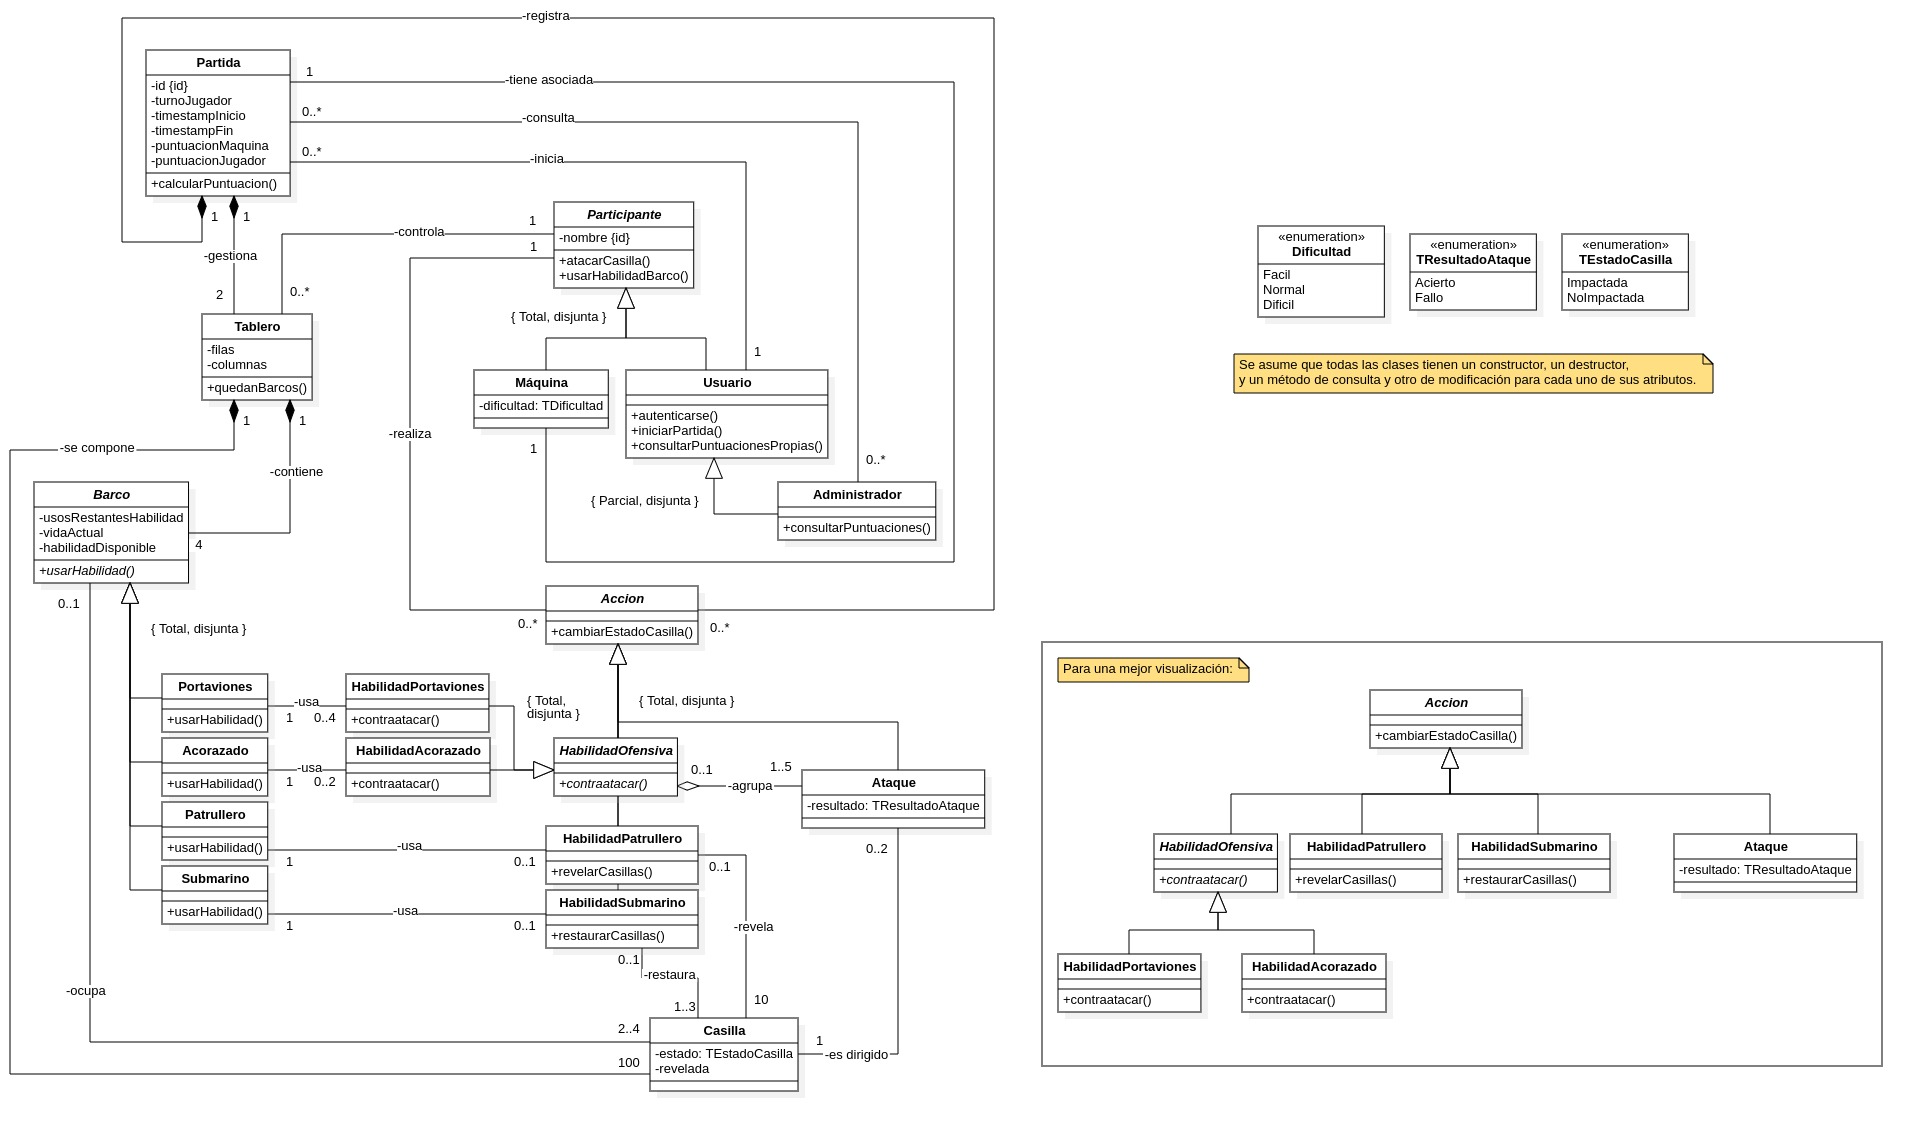 -registra
Partida
-id {id}
-turnoJugador
-timestampInicio
-timestampFin
-puntuacionMaquina
-puntuacionJugador
+calcularPuntuacion()
1
-tiene asociada
0..*
-consulta
0..*
-inicia
1
1
-gestiona
2
0..*
-controla
1
1
Participante
-nombre {id}
+atacarCasilla()
+usarHabilidadBarco()
{ Total, disjunta }
Tablero
-filas
-columnas
+quedanBarcos()
1
1
-se compone
-contiene
-realiza
Máquina
-dificultad: TDificultad
1
1
Usuario
+autenticarse()
+iniciarPartida()
+consultarPuntuacionesPropias()
{ Parcial, disjunta }
0..*
Administrador
+consultarPuntuaciones()
Barco
-usosRestantesHabilidad
-vidaActual
-habilidadDisponible
+usarHabilidad()
4
0..1
{ Total, disjunta }
Accion
+cambiarEstadoCasilla()
0..*
0..*
{ Total,
disjunta }
{ Total, disjunta }
Portaviones
+usarHabilidad()
-usa
1
0..4
HabilidadPortaviones
+contraatacar()
Acorazado
+usarHabilidad()
-usa
1
0..2
HabilidadAcorazado
+contraatacar()
HabilidadOfensiva
+contraatacar()
0..1
-agrupa
1..5
Ataque
-resultado: TResultadoAtaque
0..2
Patrullero
+usarHabilidad()
-usa
1
0..1
HabilidadPatrullero
+revelarCasillas()
0..1
Submarino
+usarHabilidad()
-usa
1
0..1
HabilidadSubmarino
+restaurarCasillas()
0..1
-revela
-restaura
-ocupa
1..3
10
2..4
100
Casilla
-estado: TEstadoCasilla
-revelada
1
-es dirigido
«enumeration»
Dificultad
Facil
Normal
Dificil
«enumeration»
TResultadoAtaque
Acierto
Fallo
«enumeration»
TEstadoCasilla
Impactada
NoImpactada
Se asume que todas las clases tienen un constructor, un destructor,
y un método de consulta y otro de modificación para cada uno de sus atributos.
Para una mejor visualización:
Accion
+cambiarEstadoCasilla()
HabilidadOfensiva
+contraatacar()
HabilidadPatrullero
+revelarCasillas()
HabilidadSubmarino
+restaurarCasillas()
Ataque
-resultado: TResultadoAtaque
HabilidadPortaviones
+contraatacar()
HabilidadAcorazado
+contraatacar()